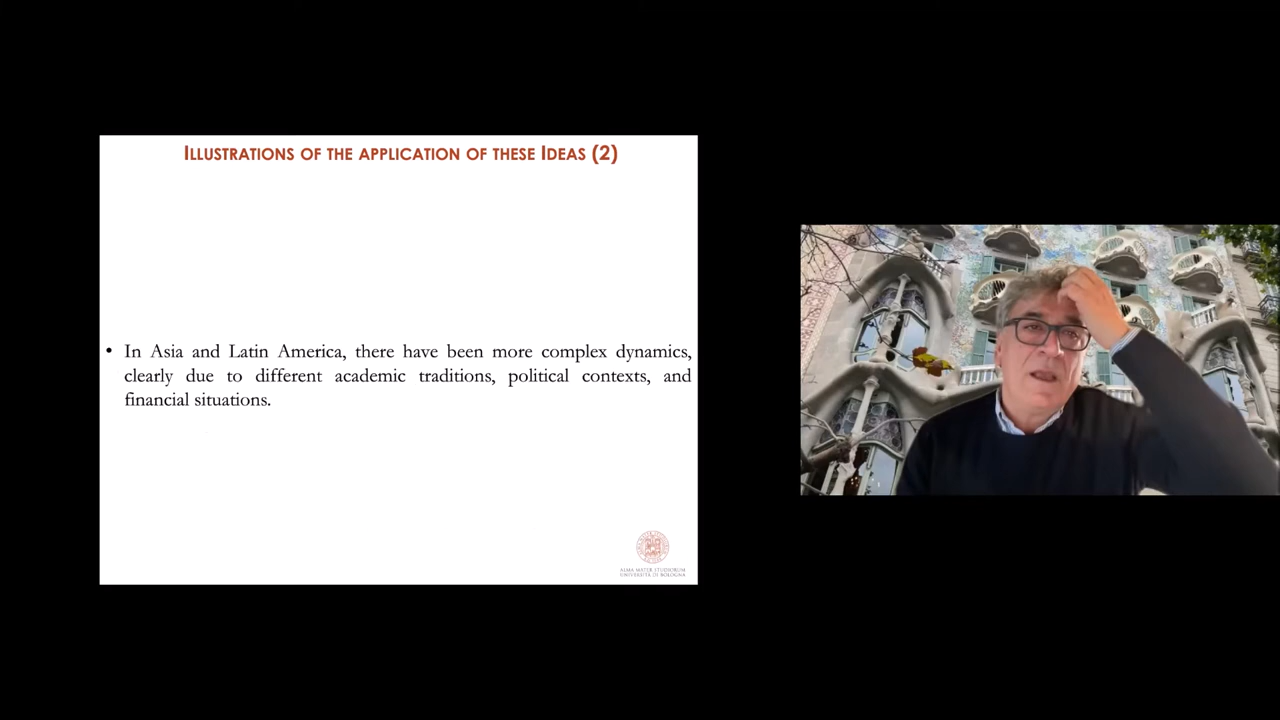 ILLUSTRATIONS OF THE APPLICATION OF THESE IDEAS (2)
• In Asia and Latin America, there have been more complex dynamics,
clearly due to different academic traditions, political contexts, and
financial situations.
ALMA MATER STUDIORUM
UNIVERSITÀ DI BOLOGNA